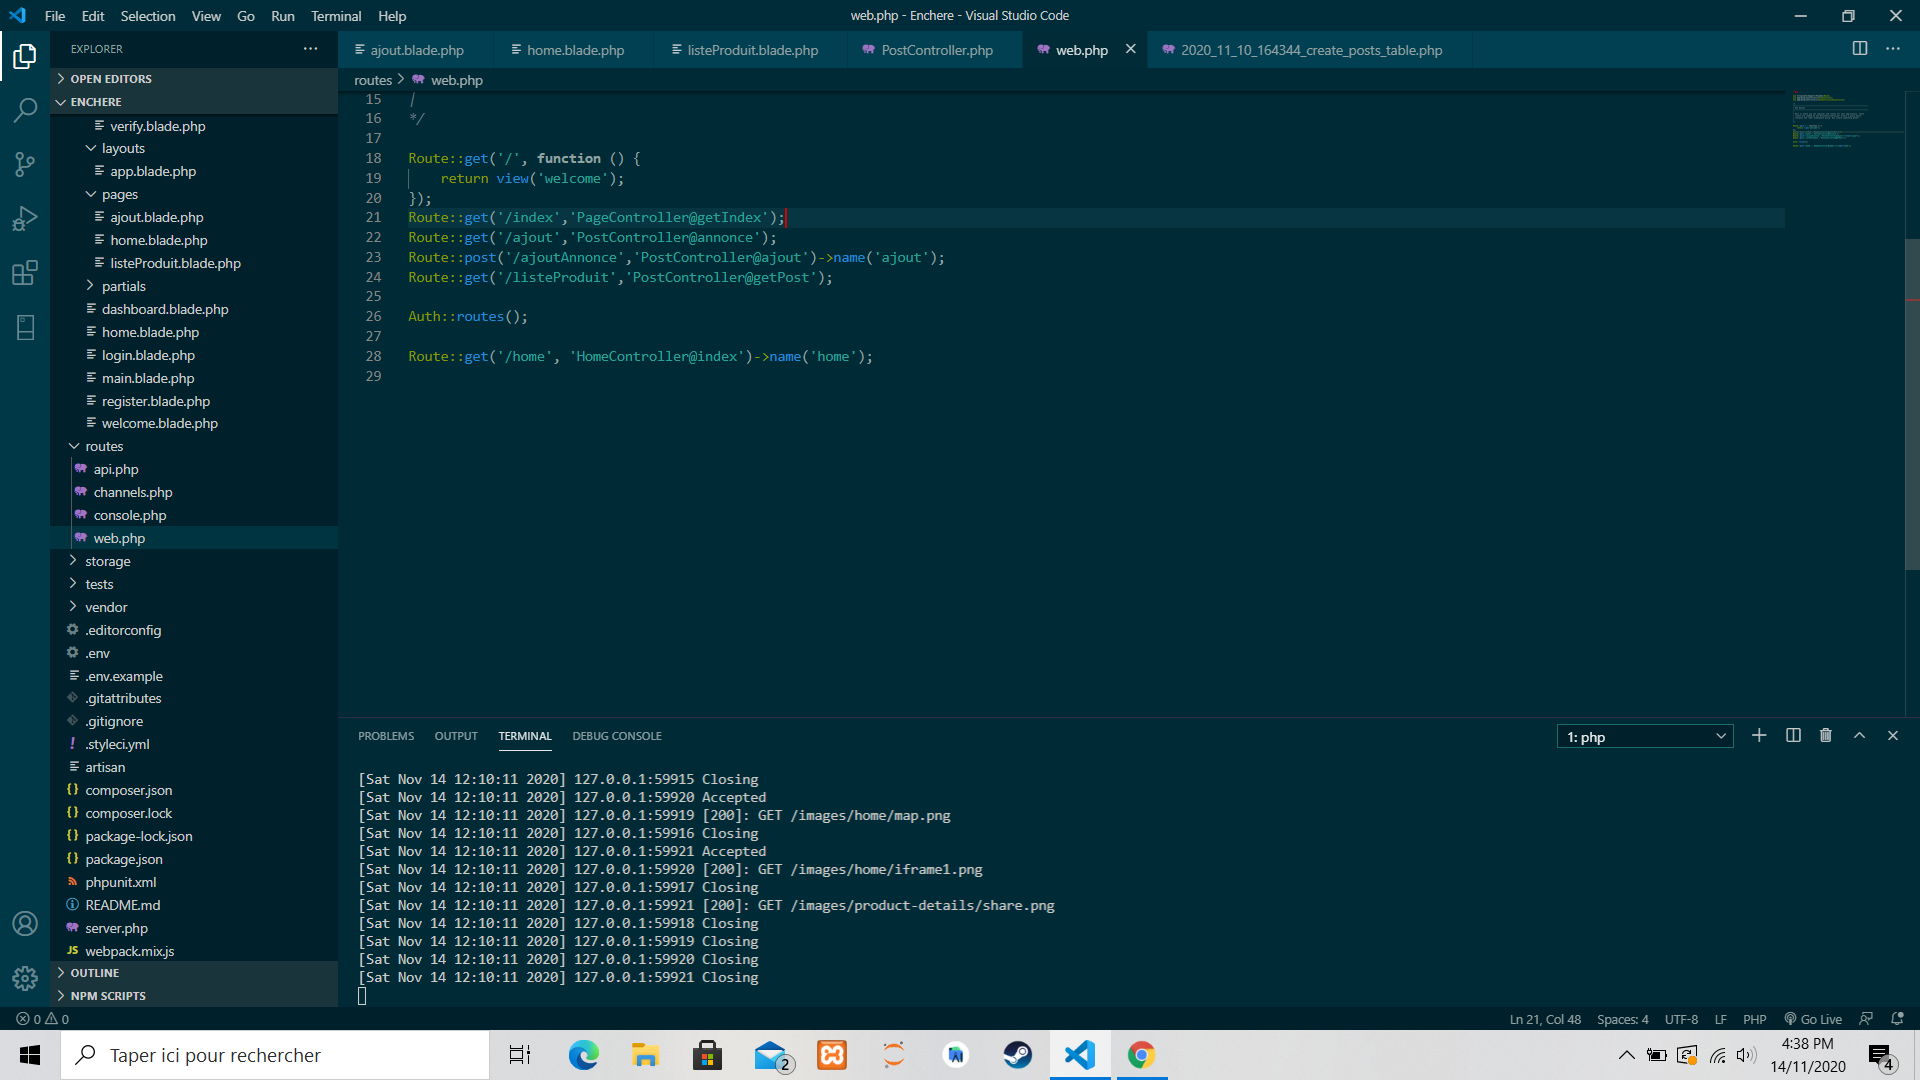 File Edit Selection View Go Run Terminal Help
web.php - Enchere - Visual Studio Code
EXPLORER
OPEN EDITORS
ENCHERE
verify.blade.php
layouts
app.blade.php
pages
ajout.blade.php
home.blade.php
listeProduit.blade.php
partials
dashboard.blade.php
home.blade.php
login.blade.php
main.blade.php
register.blade.php
welcome.blade.php
routes
api.php
channels.php
console.php
web.php
storage
tests
vendor
.editorconfig
.env
.env.example
.gitattributes
.gitignore
.styleci.yml
artisan
composer.json
composer.lock
package-lock.json
package.json
phpunit.xml
README.md
server.php
JS webpack.mix.js
OUTLINE
NPM SCRIPTS
ajout.blade.php home.blade.php listeProduit.blade.php PostController.php web.php 2020_11_10_164344_create_posts_table.php
routes > web.php
15 |
16 */
17
18 Route::get('/', function () {
19 return view('welcome');
20 });
21 Route::get('/index','PageController@getIndex');
22 Route::get('/ajout','PostController@annonce');
23 Route::post('/ajoutAnnonce','PostController@ajout')->name('ajout');
24 Route::get('/listeProduit','PostController@getPost');
25
26 Auth::routes();
27
28 Route::get('/home', 'HomeController@index')->name('home');
29
PROBLEMS OUTPUT TERMINAL DEBUG CONSOLE
1: php
[Sat Nov 14 12:10:11 2020] 127.0.0.1:59915 Closing
[Sat Nov 14 12:10:11 2020] 127.0.0.1:59920 Accepted
[Sat Nov 14 12:10:11 2020] 127.0.0.1:59919 [200]: GET /images/home/map.png
[Sat Nov 14 12:10:11 2020] 127.0.0.1:59916 Closing
[Sat Nov 14 12:10:11 2020] 127.0.0.1:59921 Accepted
[Sat Nov 14 12:10:11 2020] 127.0.0.1:59920 [200]: GET /images/home/iframe1.png
[Sat Nov 14 12:10:11 2020] 127.0.0.1:59917 Closing
[Sat Nov 14 12:10:11 2020] 127.0.0.1:59921 [200]: GET /images/product-details/share.png
[Sat Nov 14 12:10:11 2020] 127.0.0.1:59918 Closing
[Sat Nov 14 12:10:11 2020] 127.0.0.1:59919 Closing
[Sat Nov 14 12:10:11 2020] 127.0.0.1:59920 Closing
[Sat Nov 14 12:10:11 2020] 127.0.0.1:59921 Closing
0 0
Ln 21, Col 48 Spaces: 4 UTF-8 LF PHP Go Live
Taper ici pour rechercher
2
4:38 PM
14/11/2020
4